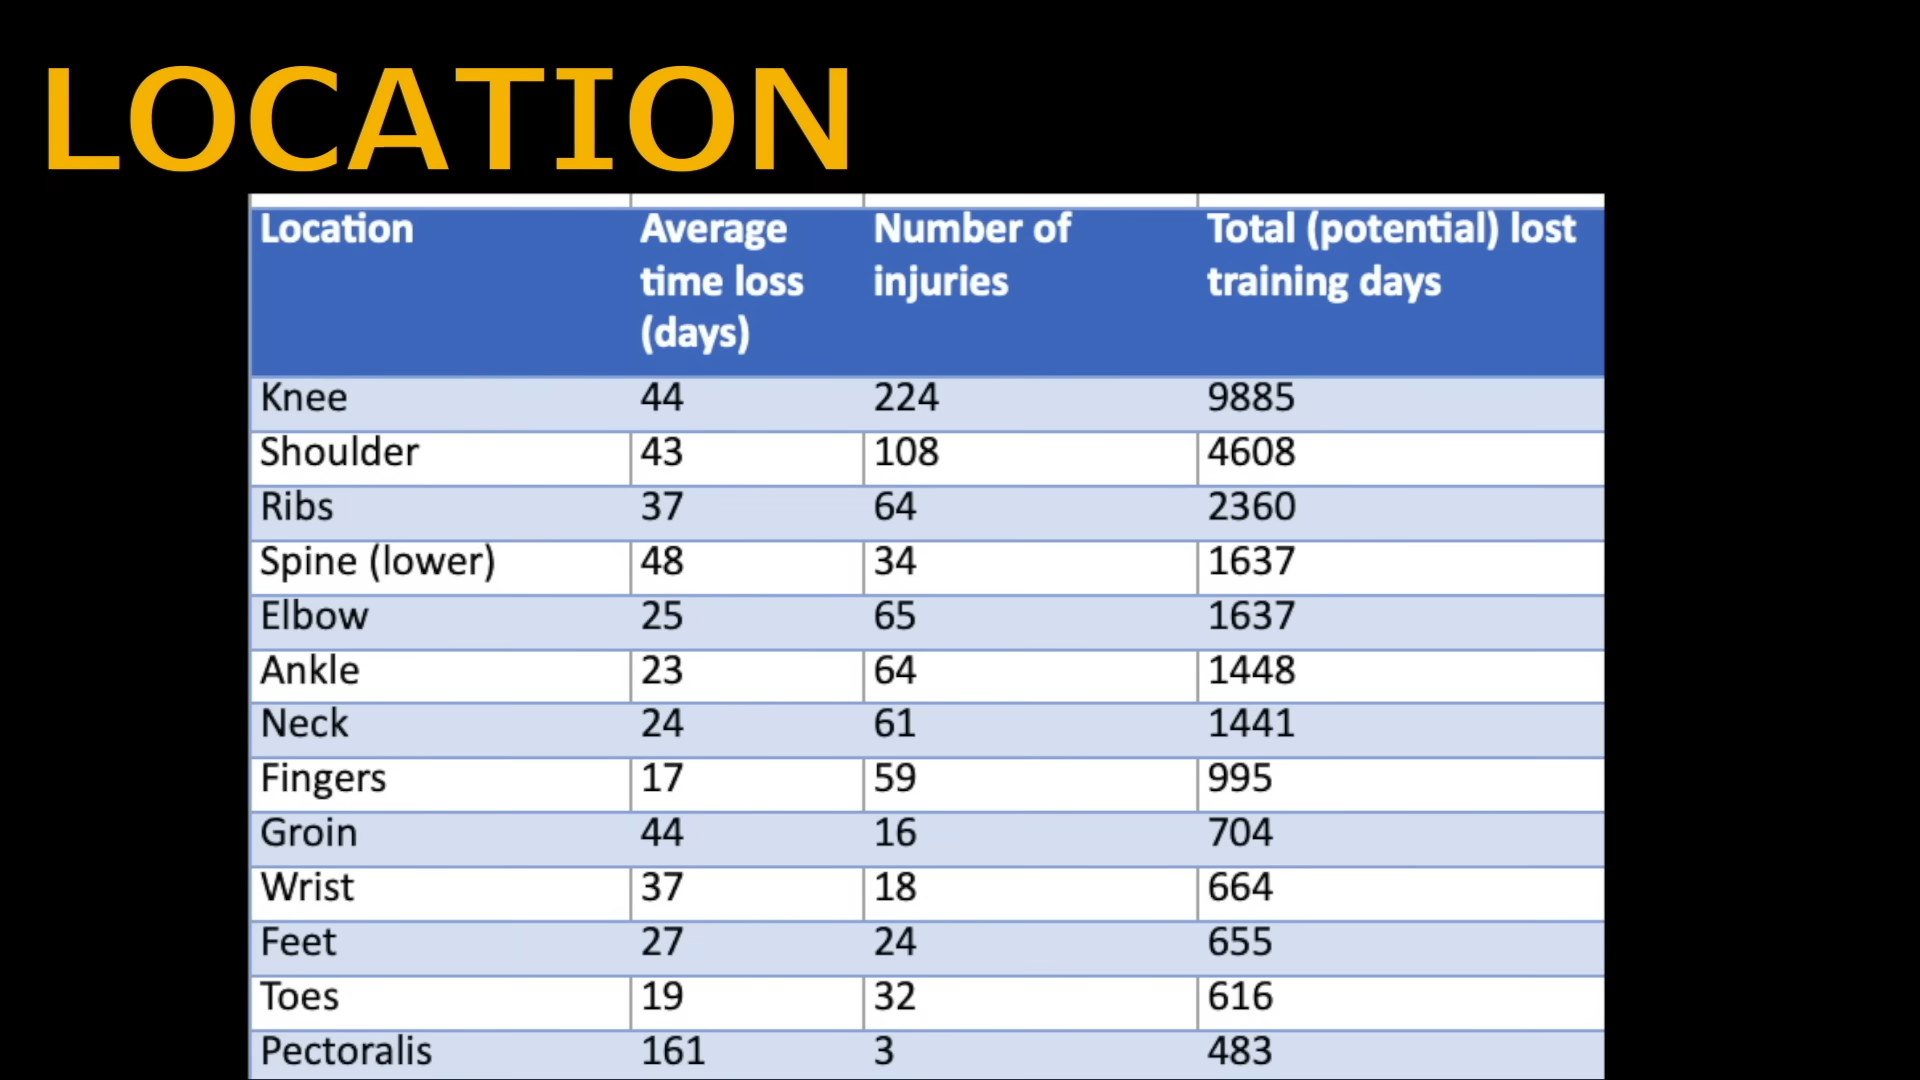 LOCATION
Location Average time loss (days) Number of injuries Total (potential) lost training days
Knee 44 224 9885
Shoulder 43 108 4608
Ribs 37 64 2360
Spine (lower) 48 34 1637
Elbow 25 65 1637
Ankle 23 64 1448
Neck 24 61 1441
Fingers 17 59 995
Groin 44 16 704
Wrist 37 18 664
Feet 27 24 655
Toes 19 32 616
Pectoralis 161 3 483